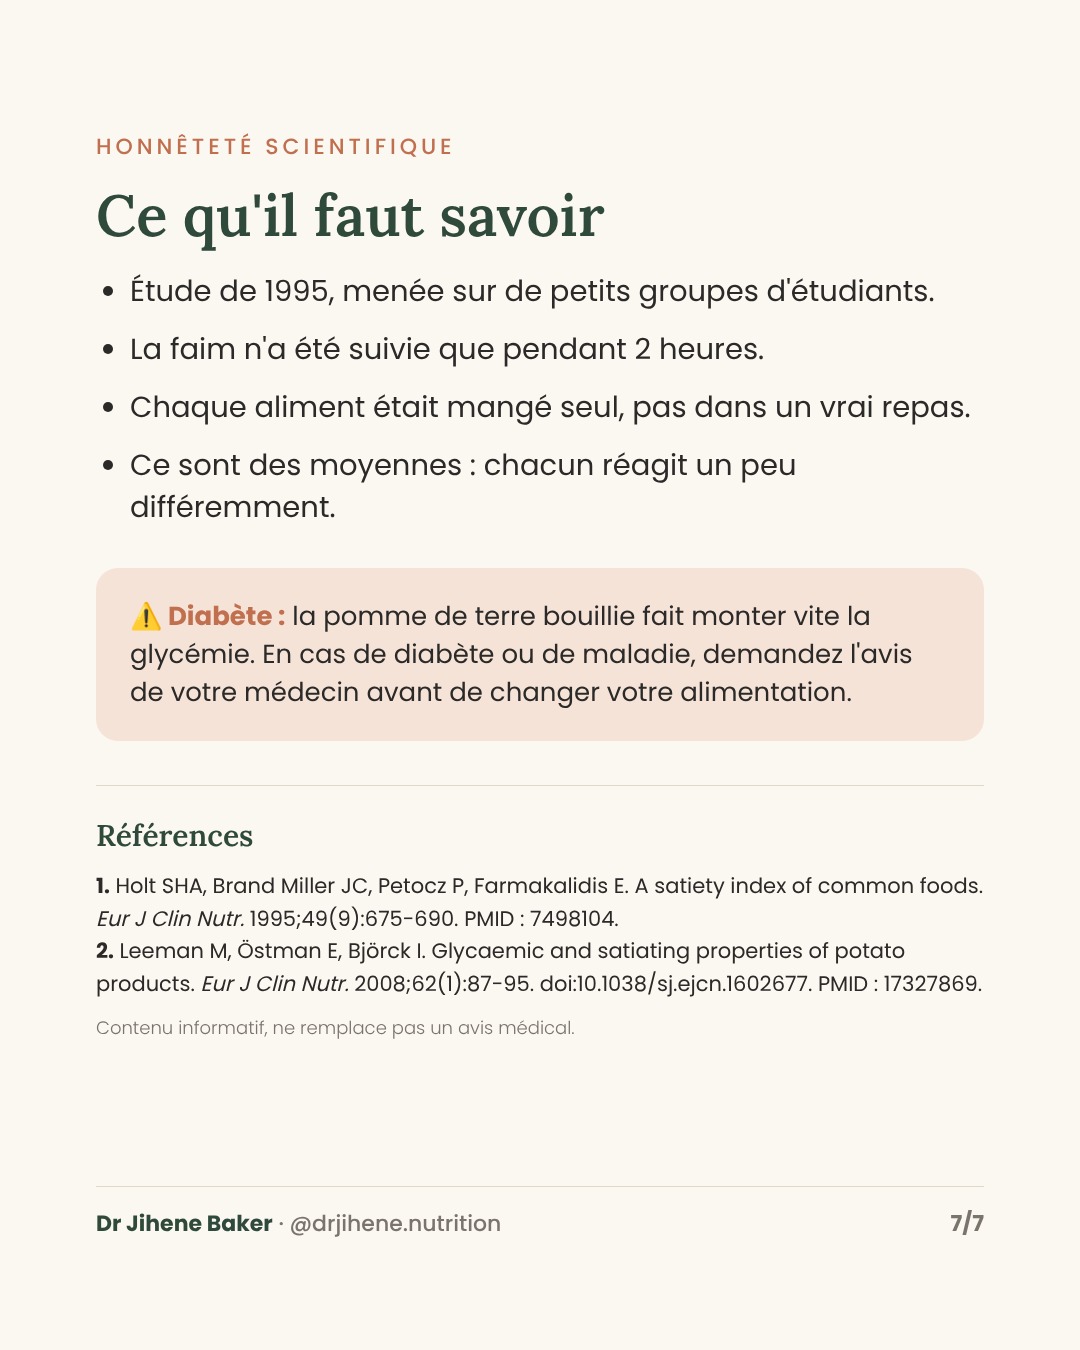 HONNÊTETÉ SCIENTIFIQUE
Ce qu'il faut savoir
• Étude de 1995, menée sur de petits groupes d'étudiants.
• La faim n'a été suivie que pendant 2 heures.
• Chaque aliment était mangé seul, pas dans un vrai repas.
• Ce sont des moyennes : chacun réagit un peu
différemment.
⚠️ Diabète : la pomme de terre bouillie fait monter vite la
glycémie. En cas de diabète ou de maladie, demandez l'avis
de votre médecin avant de changer votre alimentation.
Références
1. Holt SHA, Brand Miller JC, Petocz P, Farmakalidis E. A satiety index of common foods.
Eur J Clin Nutr. 1995;49(9):675-690. PMID : 7498104.
2. Leeman M, Östman E, Björck I. Glycaemic and satiating properties of potato
products. Eur J Clin Nutr. 2008;62(1):87-95. doi:10.1038/sj.ejcn.1602677. PMID : 17327869.
Contenu informatif, ne remplace pas un avis médical.
Dr Jihene Baker · @drjihene.nutrition
7/7